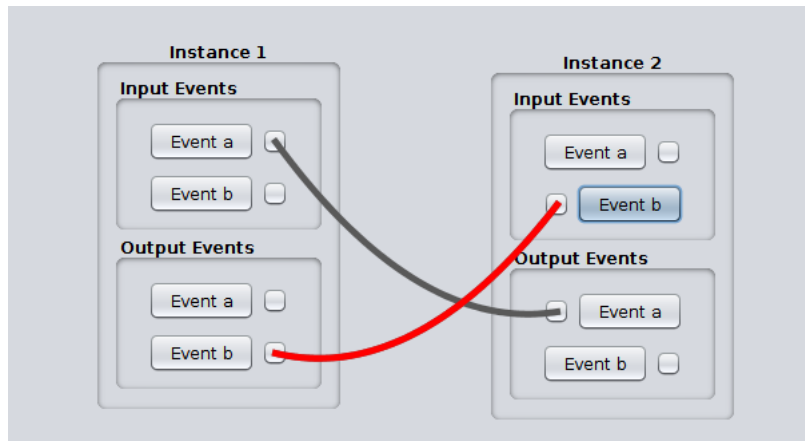 Instance 1
Input Events
Event a
Event b
Output Events
Event a
Event b
Instance 2
Input Events
Event a
Event b
Output Events
Event a
Event b